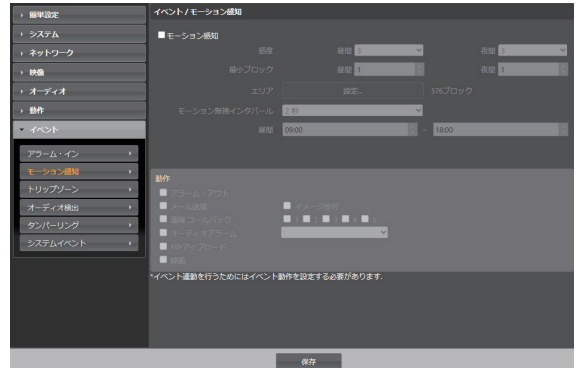 簡単設定
システム
ネットワーク
映像
オーディオ
動作
イベント
アラーム・イン
モーション感知
トリップゾーン
オーディオ検出
タンパーリング
システムイベント
イベント / モーション感知
モーション感知
感度 昼間 3 夜間 3
最小ブロック 昼間 1 夜間 1
エリア 設定... 576ブロック
モーション無視インタバール 2 秒
昼間 09:00 ~ 18:00
動作
アラーム・アウト
メール送信 イメージ添付
遠隔 コールバック 1 2 3 4 5
オーディオアラーム
FTPアップロード
録画
*イベント連動を行うためにはイベント動作を設定する必要があります.
保存